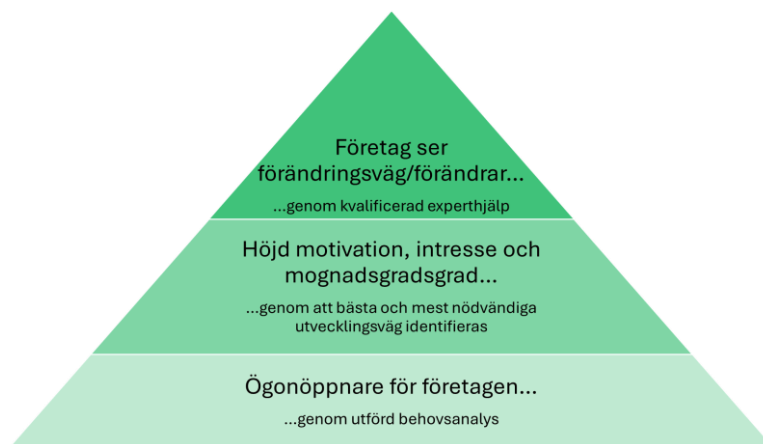 Företag ser
förändringsväg/förändrar...
...genom kvalificerad experthjälp
Höjd motivation, intresse och
mognadsgradsgrad...
...genom att bästa och mest nödvändiga
utvecklingsväg identifieras
Ögonöppnare för företagen...
...genom utförd behovsanalys